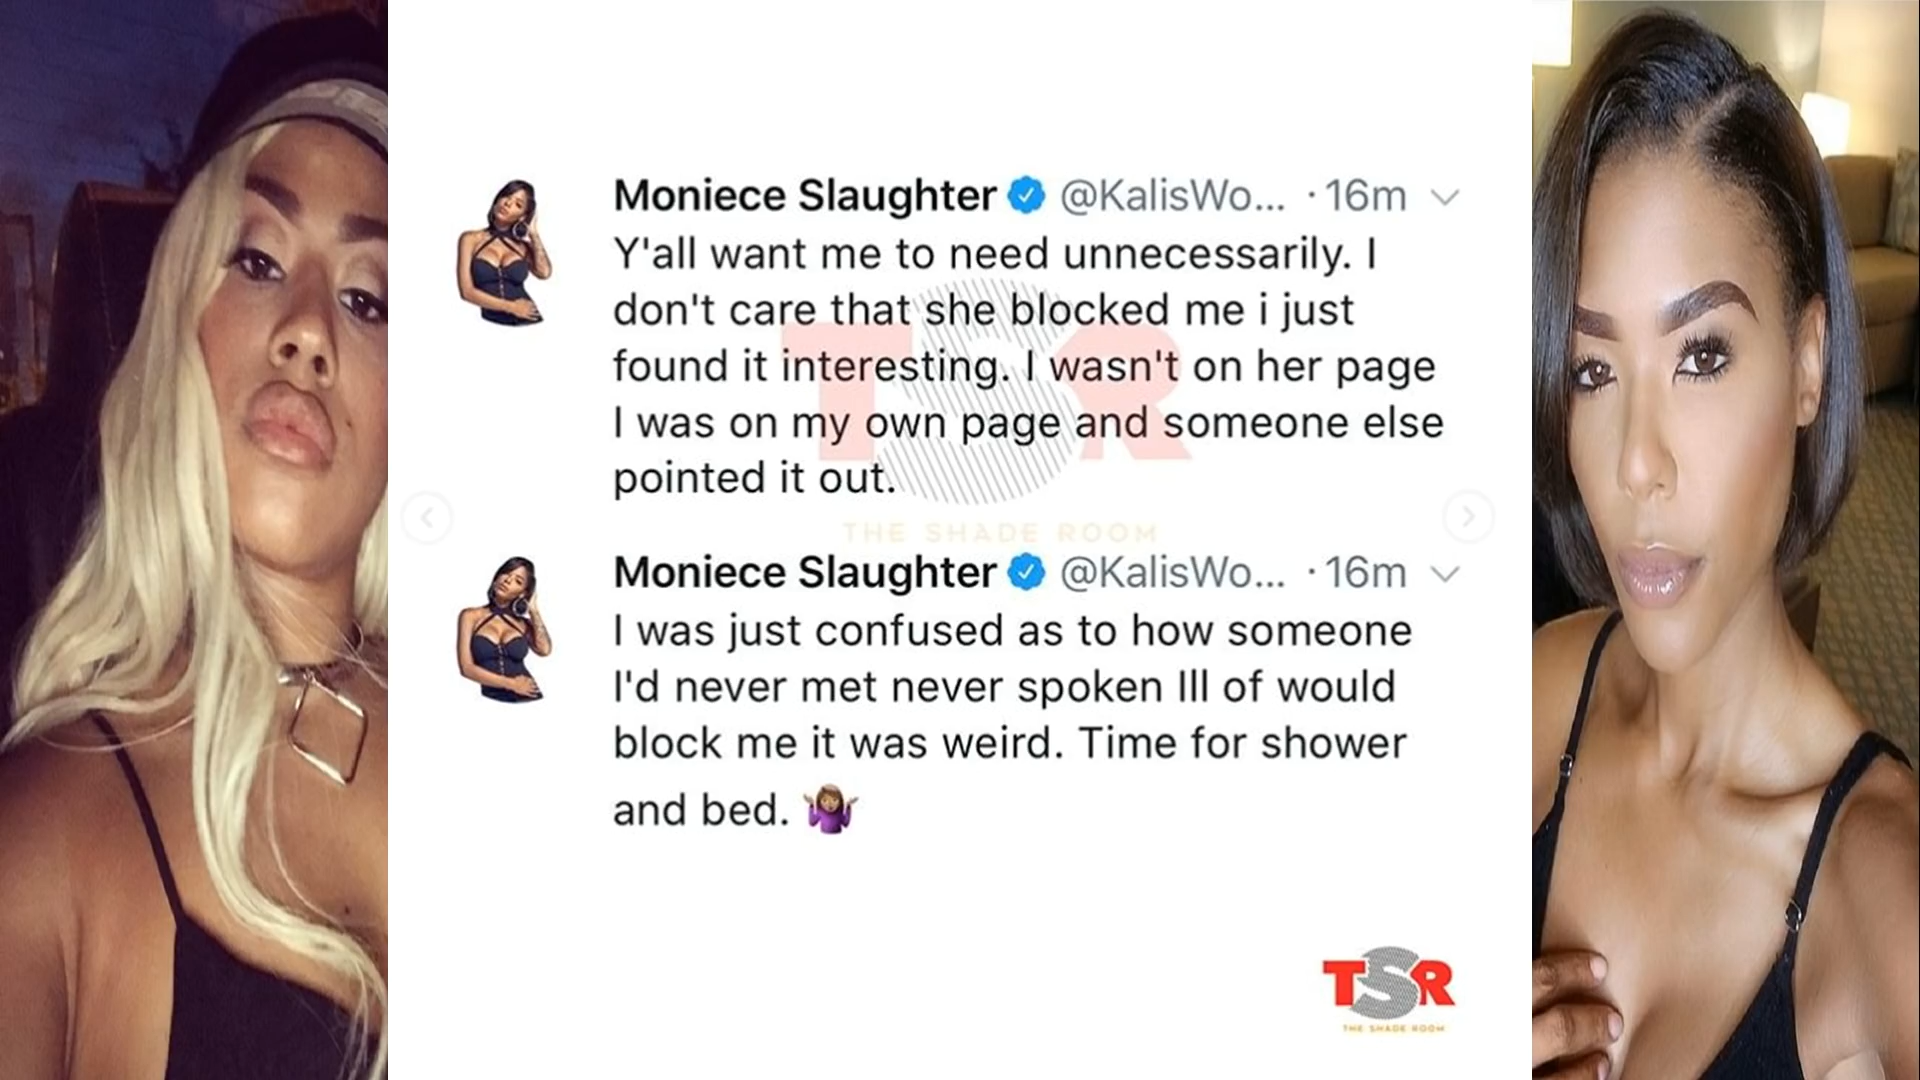 Moniece Slaughter @KalisWo... · 16m
Y'all want me to need unnecessarily. I
don't care that she blocked me i just
found it interesting. I wasn't on her page
I was on my own page and someone else
pointed it out.
TSR
THE SHADE ROOM
Moniece Slaughter @KalisWo... · 16m
I was just confused as to how someone
I'd never met never spoken Ill of would
block me it was weird. Time for shower
and bed. 🤷🏽‍♀️
TSR
THE SHADE ROOM